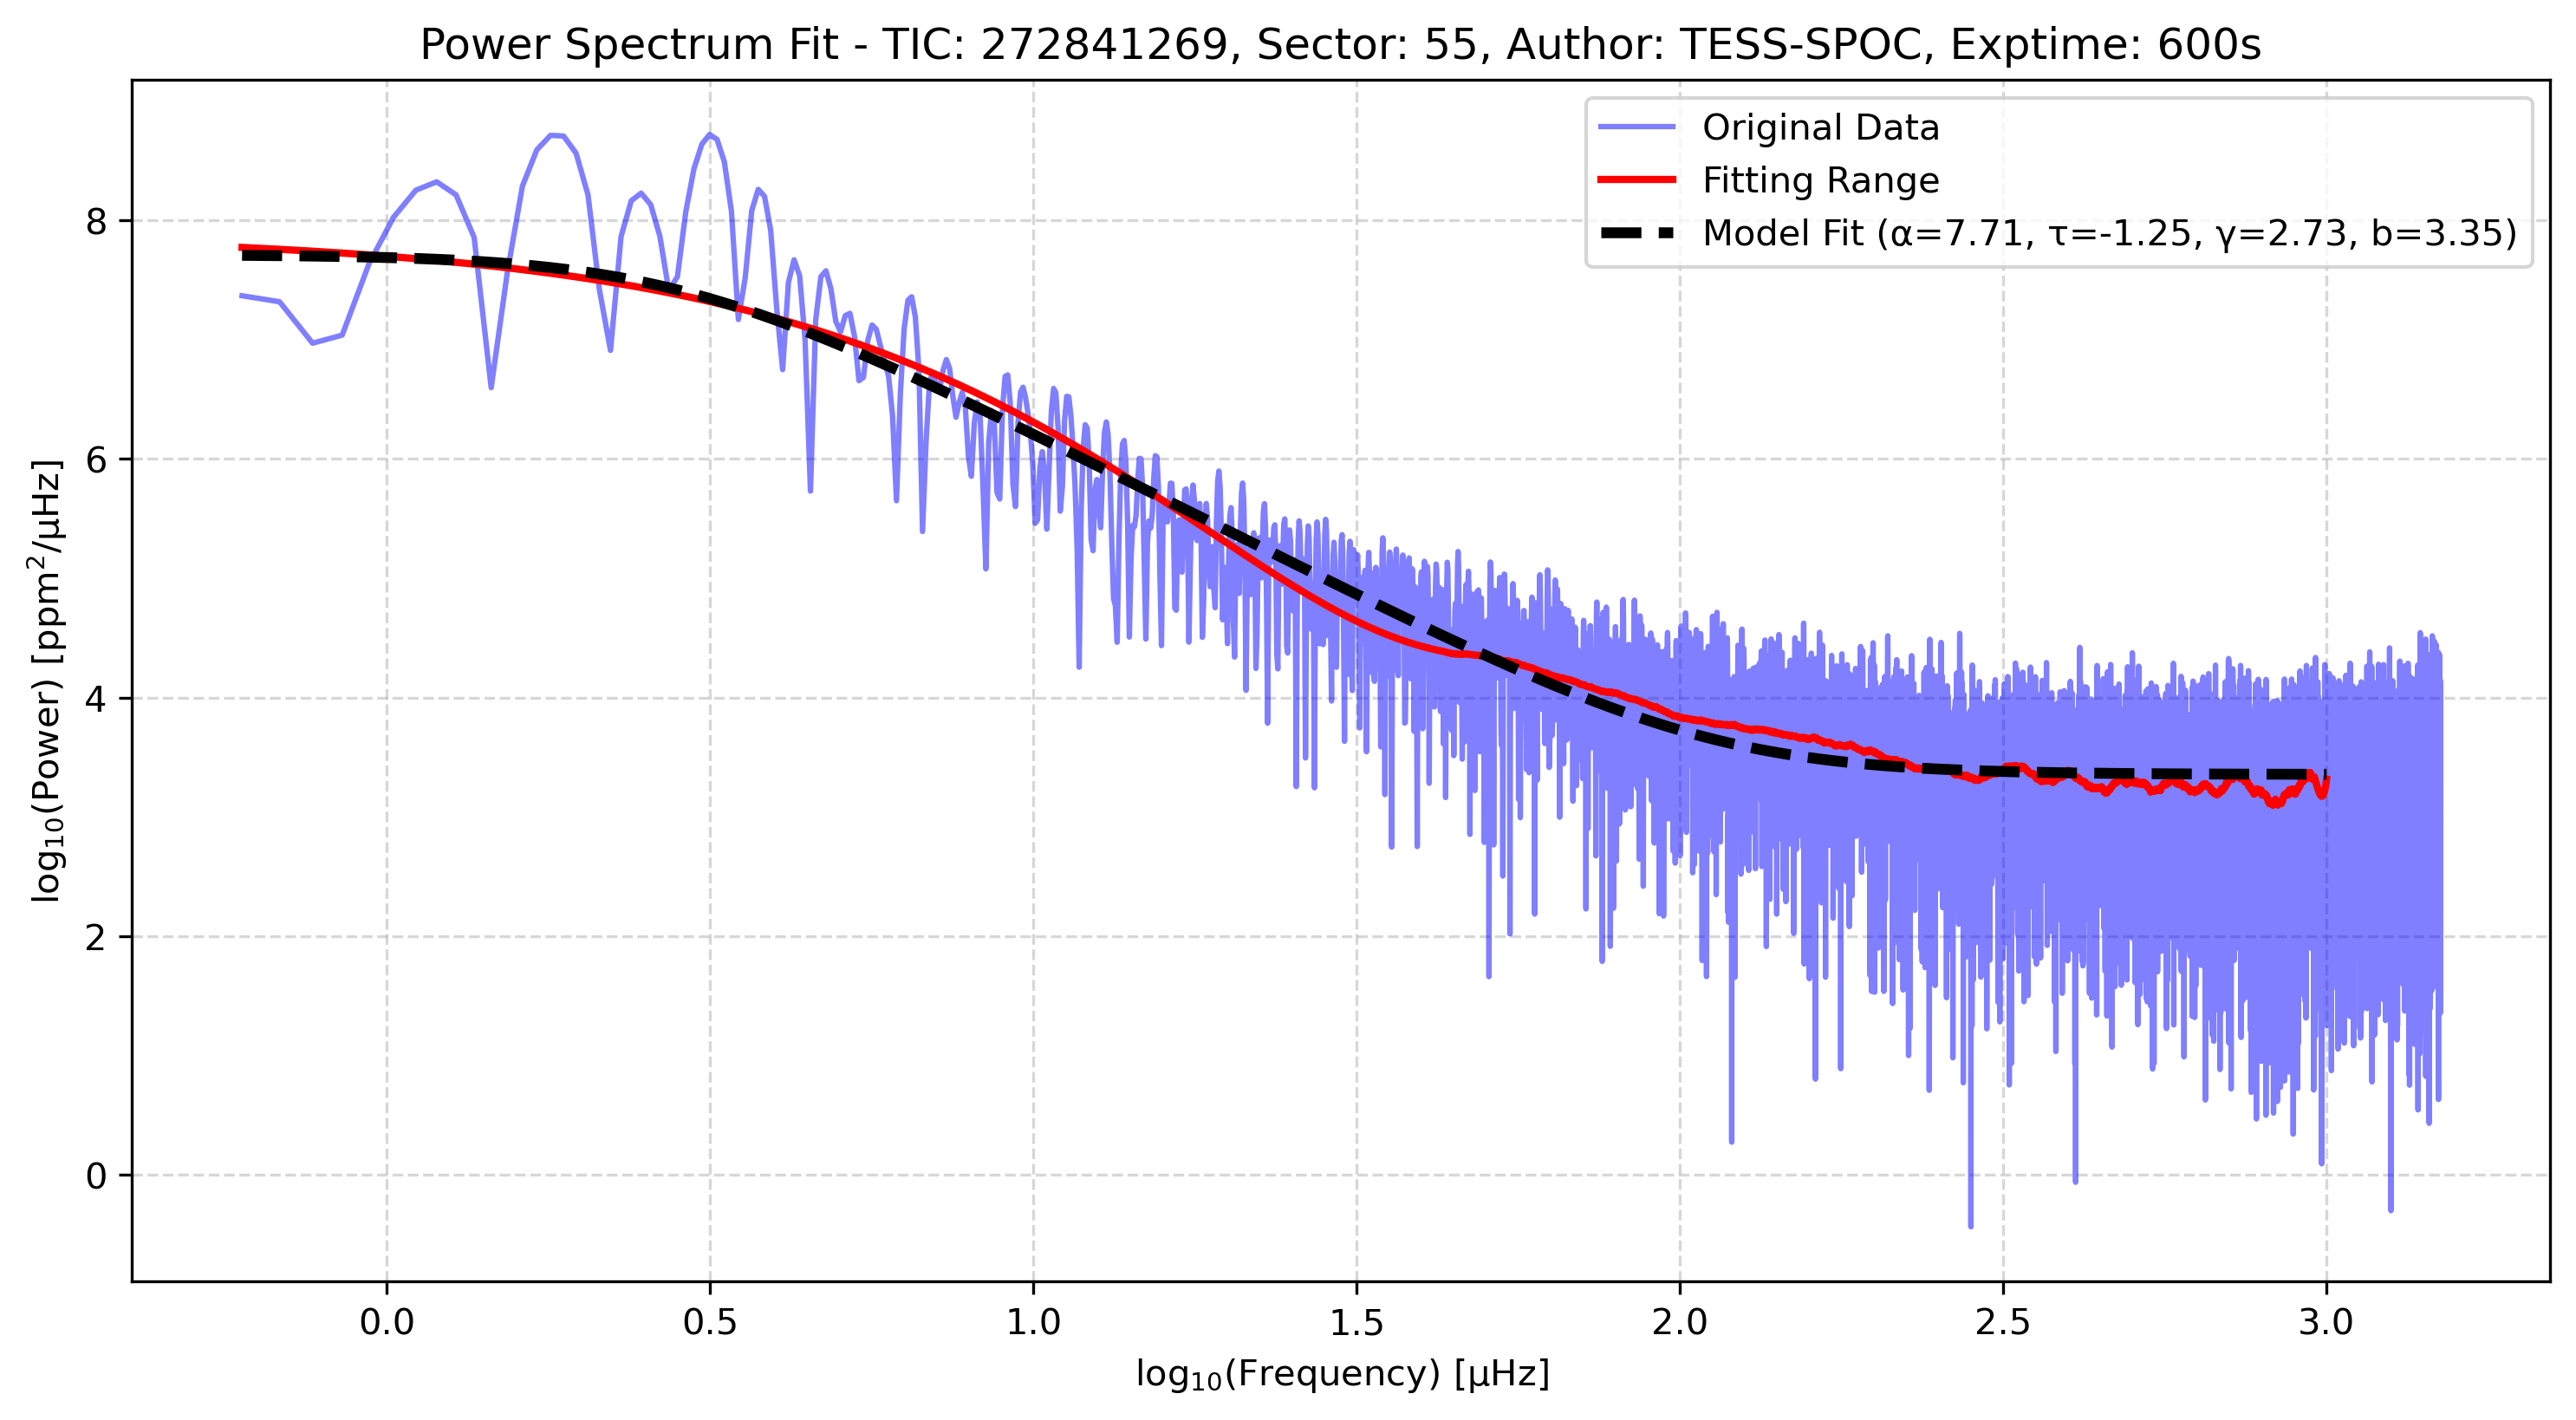 Power Spectrum Fit - TIC: 272841269, Sector: 55, Author: TESS-SPOC, Exptime: 600s
Original Data
Fitting Range
Model Fit (α=7.71, τ=-1.25, γ=2.73, b=3.35)
log₁₀(Power) [ppm²/μHz]
8
6
4
2
0
0.0 0.5 1.0 1.5 2.0 2.5 3.0
log₁₀(Frequency) [μHz]